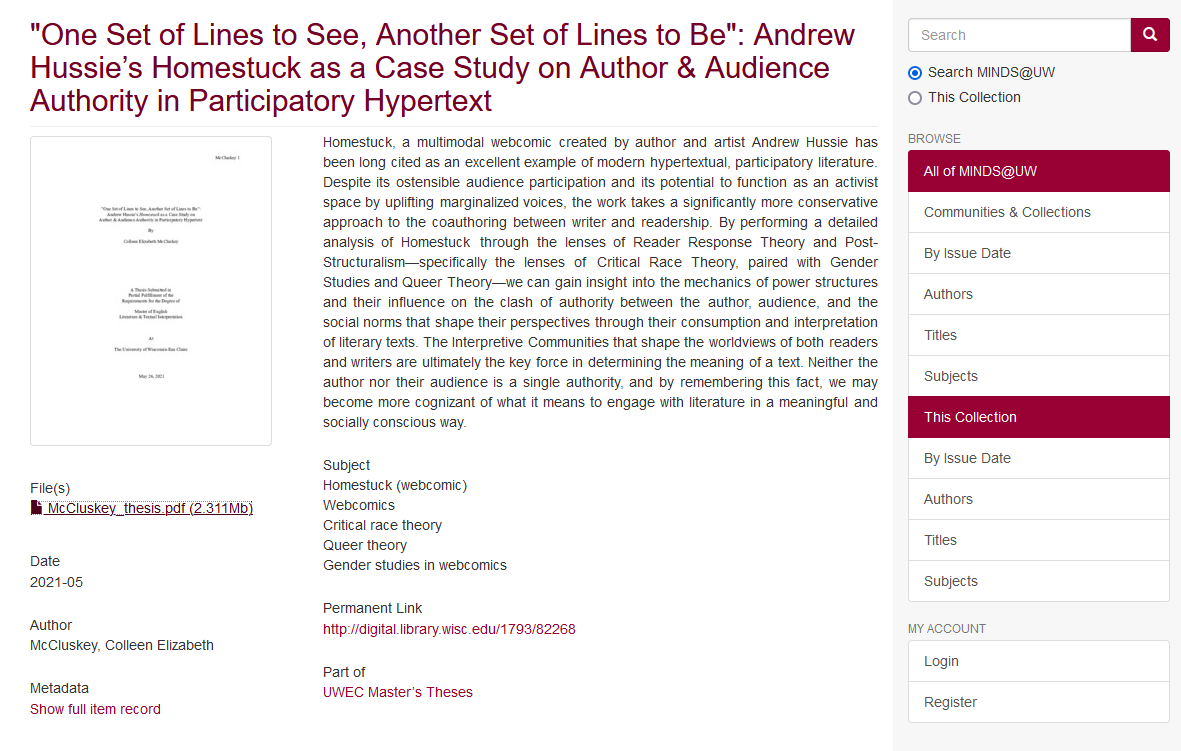 "One Set of Lines to See, Another Set of Lines to Be": Andrew
Hussie’s Homestuck as a Case Study on Author & Audience
Authority in Participatory Hypertext
McCluskey 1
"One Set of Lines to See, Another Set of Lines to Be":
Andrew Hussie's Homestuck as a Case Study on
Author & Audience Authority in Participatory Hypertext
By
Colleen Elizabeth McCluskey
A Thesis Submitted in
Partial Fulfillment of the
Requirements for the Degree of
Master of English
Literature & Textual Interpretation
At
The University of Wisconsin-Eau Claire
May 26, 2021
File(s)
McCluskey_thesis.pdf (2.311Mb)
Date
2021-05
Author
McCluskey, Colleen Elizabeth
Metadata
Show full item record
Homestuck, a multimodal webcomic created by author and artist Andrew Hussie has
been long cited as an excellent example of modern hypertextual, participatory literature.
Despite its ostensible audience participation and its potential to function as an activist
space by uplifting marginalized voices, the work takes a significantly more conservative
approach to the coauthoring between writer and readership. By performing a detailed
analysis of Homestuck through the lenses of Reader Response Theory and Post-
Structuralism—specifically the lenses of Critical Race Theory, paired with Gender
Studies and Queer Theory—we can gain insight into the mechanics of power structures
and their influence on the clash of authority between the author, audience, and the
social norms that shape their perspectives through their consumption and interpretation
of literary texts. The Interpretive Communities that shape the worldviews of both readers
and writers are ultimately the key force in determining the meaning of a text. Neither the
author nor their audience is a single authority, and by remembering this fact, we may
become more cognizant of what it means to engage with literature in a meaningful and
socially conscious way.
Subject
Homestuck (webcomic)
Webcomics
Critical race theory
Queer theory
Gender studies in webcomics
Permanent Link
http://digital.library.wisc.edu/1793/82268
Part of
UWEC Master’s Theses
Search
Search MINDS@UW
This Collection
BROWSE
All of MINDS@UW
Communities & Collections
By Issue Date
Authors
Titles
Subjects
This Collection
By Issue Date
Authors
Titles
Subjects
MY ACCOUNT
Login
Register